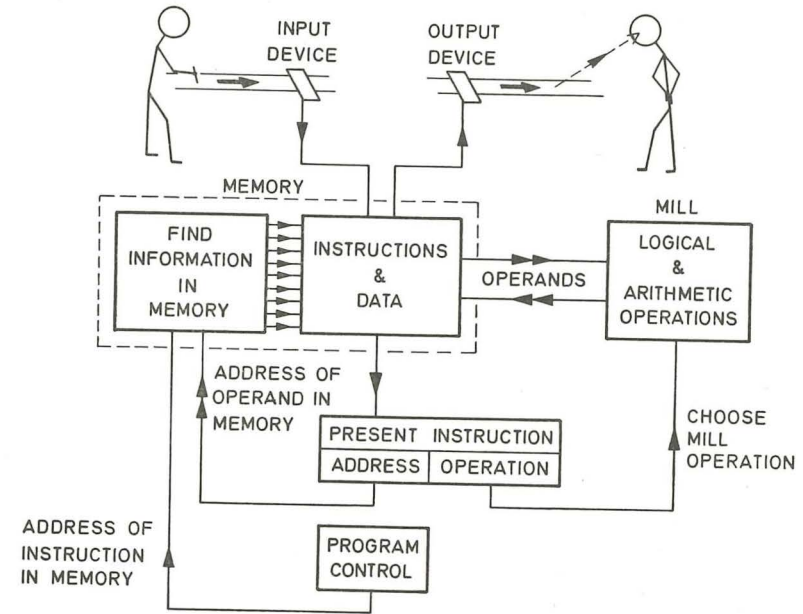 INPUT
DEVICE
OUTPUT
DEVICE
MEMORY
MILL
FIND
INFORMATION
IN
MEMORY
INSTRUCTIONS
&
DATA
OPERANDS
LOGICAL
&
ARITHMETIC
OPERATIONS
ADDRESS OF
OPERAND IN
MEMORY
PRESENT INSTRUCTION
ADDRESS
OPERATION
CHOOSE
MILL
OPERATION
ADDRESS OF
INSTRUCTION
IN MEMORY
PROGRAM
CONTROL